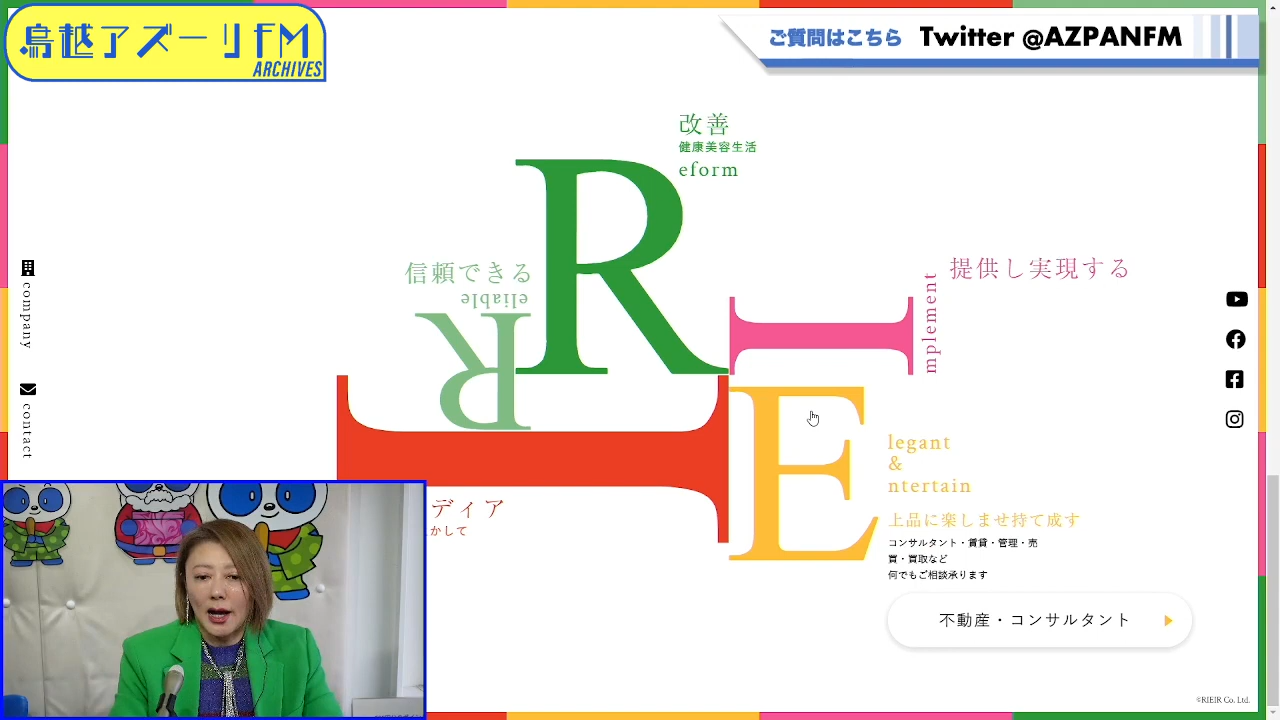 鳥越アズーリFM
ARCHIVES
ご質問はこちら Twitter @AZPANFM
改善
健康美容生活
R eform
信頼できる
eliable
R
I
mplement
提供し実現する
I
ディア
かして
E
legant
&
ntertain
上品に楽しませ持て成す
コンサルタント・賃貸・管理・売
買・買取など
何でもご相談承ります
不動産・コンサルタント
company
contact
©RIEIR Co. Ltd.